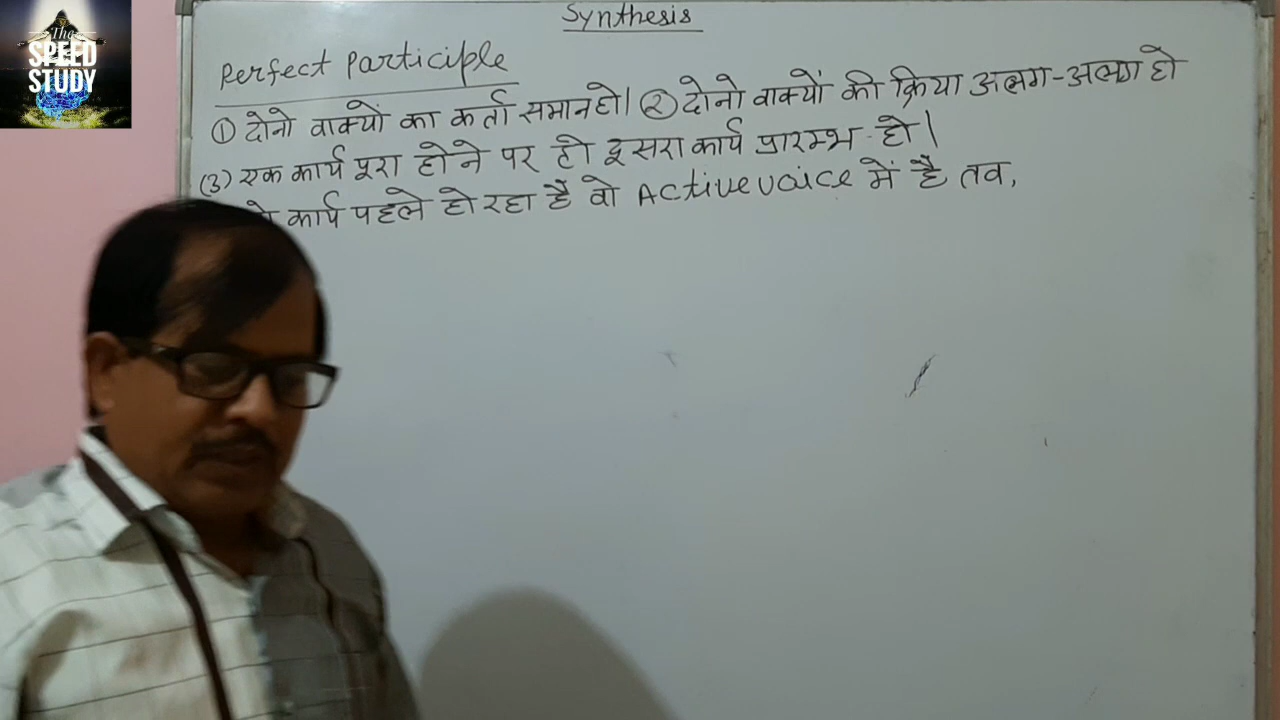 The
SPEED
STUDY
Synthesis
Perfect Participle
① दोनो वाक्यों का कर्ता समान हो। ② दोनो वाक्यों की क्रिया अलग-अलग हो
(3) एक कार्य पूरा होने पर ही दूसरा कार्य प्रारम्भ हो।
कार्य पहले हो रहा है वो Active voice में है तव,